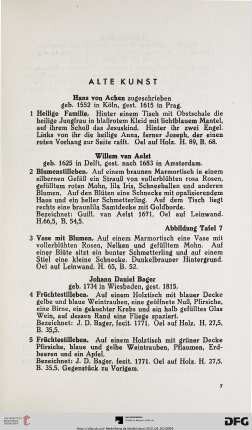 ALTE KUNST
Hans von Achen zugeschrieben
geb. 1552 in Köln, gest. 1615 in Prag.
1 Heilige Familie. Hinter einem Tisch mit Obstschale die
heilige Jungfrau in blaßrotem Kleid mit lichtblauem Mantel,
auf ihrem Schoß das Jesuskind. Hinter ihr zwei Engel.
Links von ihr die heilige Anna, ferner Joseph, der einen
roten Vorhang zur Seite rafft. Oel auf Holz. H. 89, B. 68.
Willem van Aelst
geb. 1625 in Delft, gest. nach 1683 in Amsterdam.
2 Blumenstilleben. Auf einem braunen Marmortisch in einem
silbernen Gefäß ein Strauß von vollerblühten rosa Rosen,
gefülltem roten Mohn, lila Iris, Schneeballen und anderen
Blumen. Auf den Blüten eine Schnecke mit opalisierendem
Haus und ein heller Schmetterling. Auf dem Tisch liegt
rechts eine braunlila Samtdecke mit Goldborde.
Bezeichnet: Guill. van Aelst 1671. Oel auf Leinwand.
H.66,5, B. 54,5.
Abbildung Tafel 7
3 Vase mit Blumen. Auf einem Marmortisch eine Vase mit
vollerblühten Rosen, Nelken und gefülltem Mohn. Auf
einer Blüte sitzt ein bunter Schmetterling und auf einem
Stiel eine kleine Schnecke. Dunkelbrauner Hintergrund.
Oel auf Leinwand. H. 65, B. 52.
Johann Daniel Bager
geb. 1734 in Wiesbaden, gest. 1815.
4 Früchtestilleben. Auf einem Holztisch mit blauer Decke
gelbe und blaue Weintrauben, eine geöffnete Nuß, Pfirsiche,
eine Birne, ein gekochter Krebs und ein halb gefülltes Glas
Wein, auf dessen Rand eine Fliege spaziert.
Bezeichnet: J. D. Bager, fecit. 1771. Oel auf Holz. H. 27,5,
B. 35,5.
5 Früchtestilleben. Auf einem Holztisch mit blauer Decke
Pfirsiche, blaue und gelbe Weintrauben, Pflaumen, Erd-
beeren und ein Apfel.
Bezeichnet: J. D. Bager, fecit. 1771. Oel auf Holz. H. 27,5,
B. 35,5. Gegenstück zu Vorigem.
7